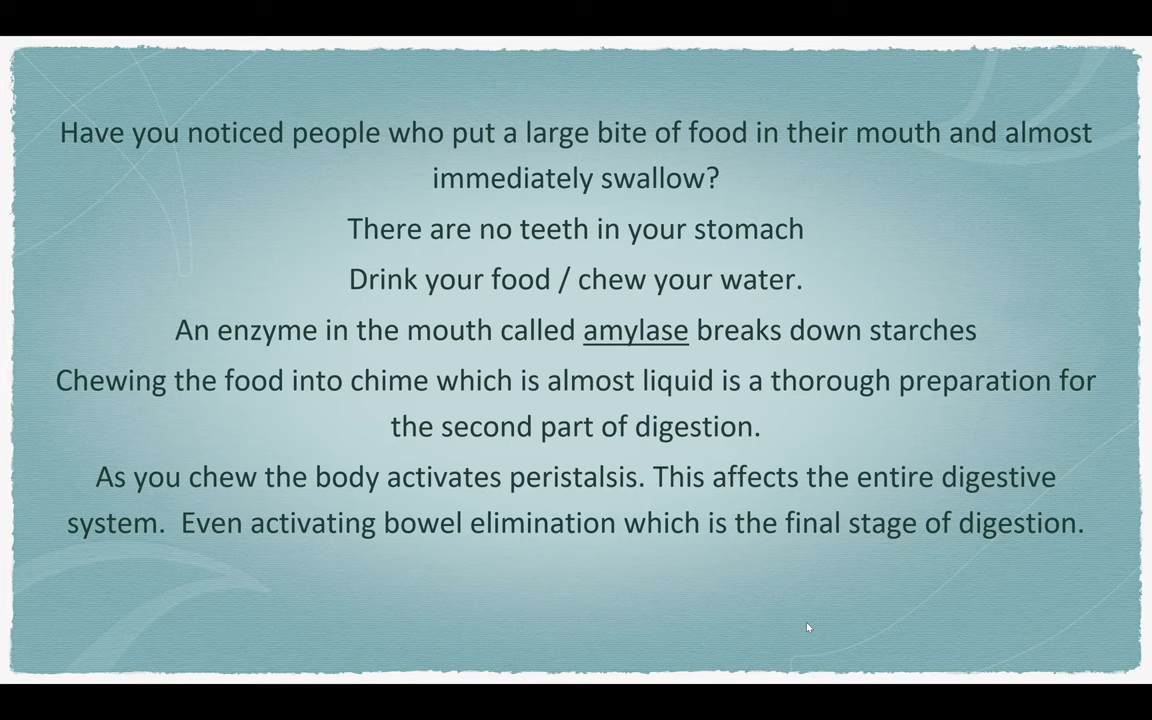 Have you noticed people who put a large bite of food in their mouth and almost
immediately swallow?
There are no teeth in your stomach
Drink your food / chew your water.
An enzyme in the mouth called amylase breaks down starches
Chewing the food into chime which is almost liquid is a thorough preparation for
the second part of digestion.
As you chew the body activates peristalsis. This affects the entire digestive
system.  Even activating bowel elimination which is the final stage of digestion.